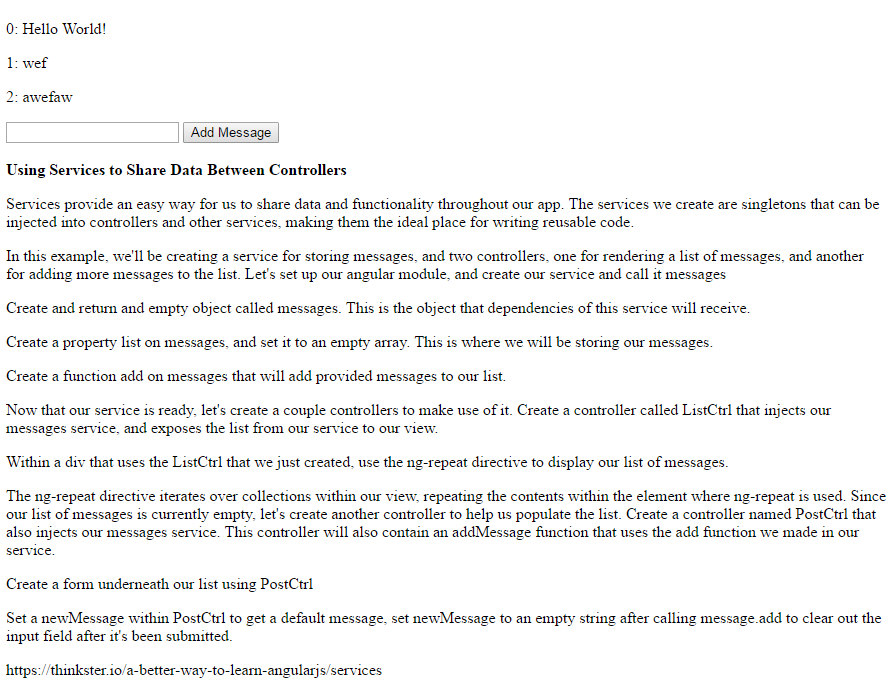 0: Hello World!
1: wef
2: awefaw
Add Message
Using Services to Share Data Between Controllers
Services provide an easy way for us to share data and functionality throughout our app. The services we create are singletons that can be
injected into controllers and other services, making them the ideal place for writing reusable code.
In this example, we'll be creating a service for storing messages, and two controllers, one for rendering a list of messages, and another
for adding more messages to the list. Let's set up our angular module, and create our service and call it messages
Create and return and empty object called messages. This is the object that dependencies of this service will receive.
Create a property list on messages, and set it to an empty array. This is where we will be storing our messages.
Create a function add on messages that will add provided messages to our list.
Now that our service is ready, let's create a couple controllers to make use of it. Create a controller called ListCtrl that injects our
messages service, and exposes the list from our service to our view.
Within a div that uses the ListCtrl that we just created, use the ng-repeat directive to display our list of messages.
The ng-repeat directive iterates over collections within our view, repeating the contents within the element where ng-repeat is used. Since
our list of messages is currently empty, let's create another controller to help us populate the list. Create a controller named PostCtrl that
also injects our messages service. This controller will also contain an addMessage function that uses the add function we made in our
service.
Create a form underneath our list using PostCtrl
Set a newMessage within PostCtrl to get a default message, set newMessage to an empty string after calling message.add to clear out the
input field after it's been submitted.
https://thinkster.io/a-better-way-to-learn-angularjs/services